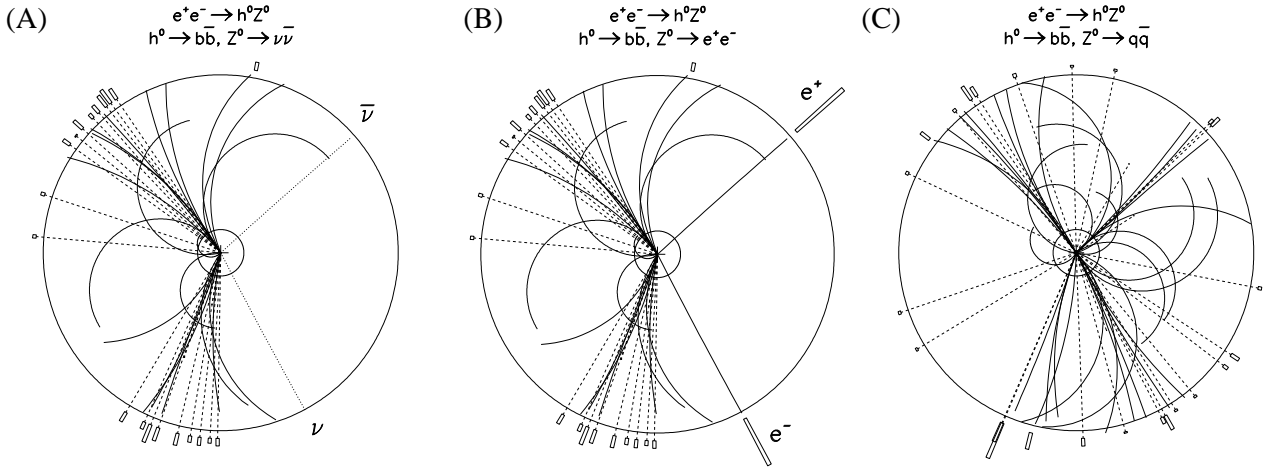 (A)
e⁺e⁻ → h⁰Z⁰
h⁰ → bb̅, Z⁰ → νν̅
ν̅
ν
(B)
e⁺e⁻ → h⁰Z⁰
h⁰ → bb̅, Z⁰ → e⁺e⁻
e⁺
e⁻
(C)
e⁺e⁻ → h⁰Z⁰
h⁰ → bb̅, Z⁰ → qq̅